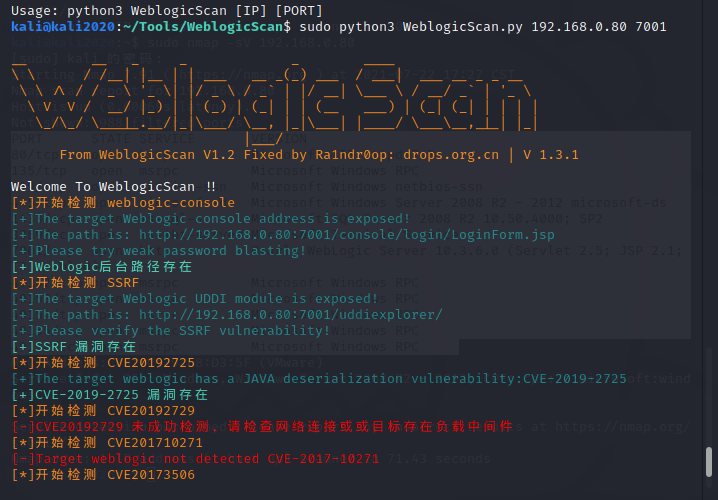 Usage: python3 WeblogicScan [IP] [PORT]
kali@kali2020:~/Tools/WeblogicScan$ sudo python3 WeblogicScan.py 192.168.0.80 7001
Weblogic Scan
From WeblogicScan V1.2 Fixed by Ra1ndr0op: drops.org.cn | V 1.3.1
Welcome To WeblogicScan !!
[*]开始检测 weblogic-console
[+]The target Weblogic console address is exposed!
[+]The path is: http://192.168.0.80:7001/console/login/LoginForm.jsp
[+]Please try weak password blasting!
[+]Weblogic后台路径存在
[*]开始检测 SSRF
[+]The target Weblogic UDDI module is exposed!
[+]The path is: http://192.168.0.80:7001/uddiexplorer/
[+]Please verify the SSRF vulnerability!
[+]SSRF 漏洞存在
[*]开始检测 CVE20192725
[+]The target weblogic has a JAVA deserialization vulnerability:CVE-2019-2725
[+]CVE-2019-2725 漏洞存在
[*]开始检测 CVE20192729
[-]CVE20192729 未成功检测，请检查网络连接或或目标存在负载中间件
[*]开始检测 CVE201710271
[-]Target weblogic not detected CVE-2017-10271
[*]开始检测 CVE20173506